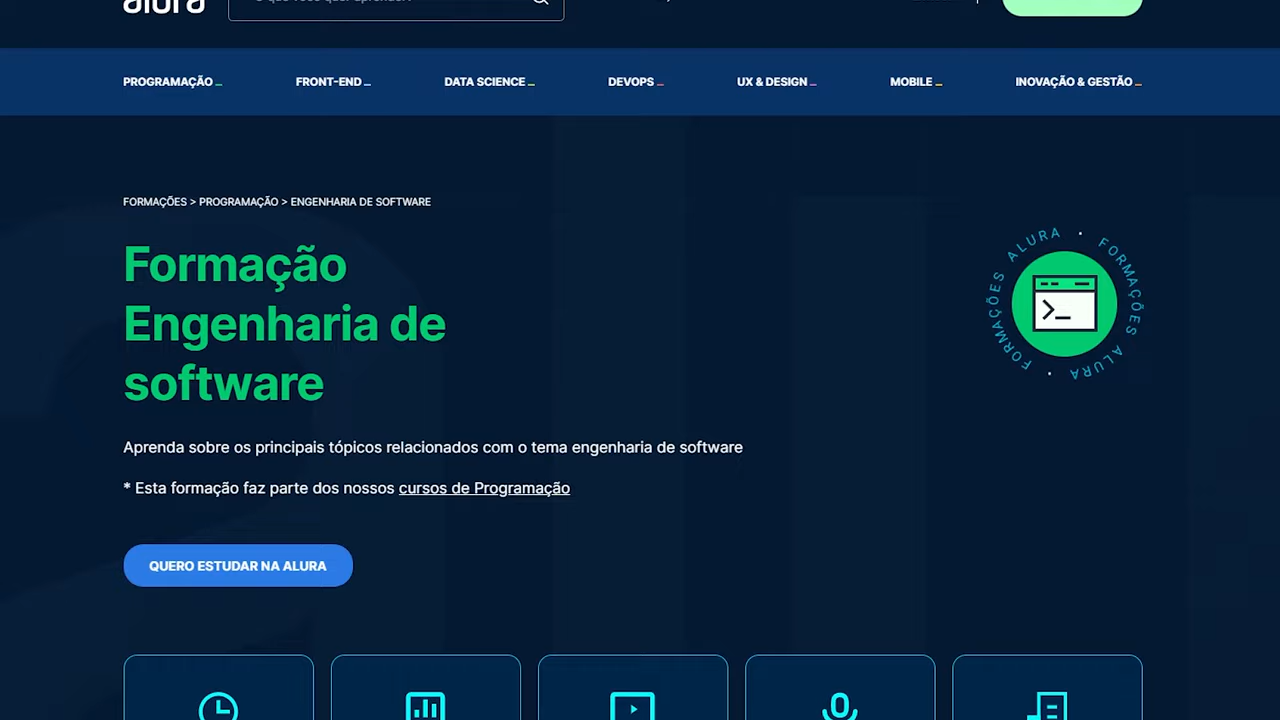 alura
PROGRAMAÇÃO _
FRONT-END _
DATA SCIENCE _
DEVOPS _
UX & DESIGN _
MOBILE _
INOVAÇÃO & GESTÃO _
FORMAÇÕES > PROGRAMAÇÃO > ENGENHARIA DE SOFTWARE
Formação
Engenharia de
software
FORMAÇÕES ALURA · FORMAÇÕES ALURA ·
Aprenda sobre os principais tópicos relacionados com o tema engenharia de software
* Esta formação faz parte dos nossos cursos de Programação
QUERO ESTUDAR NA ALURA